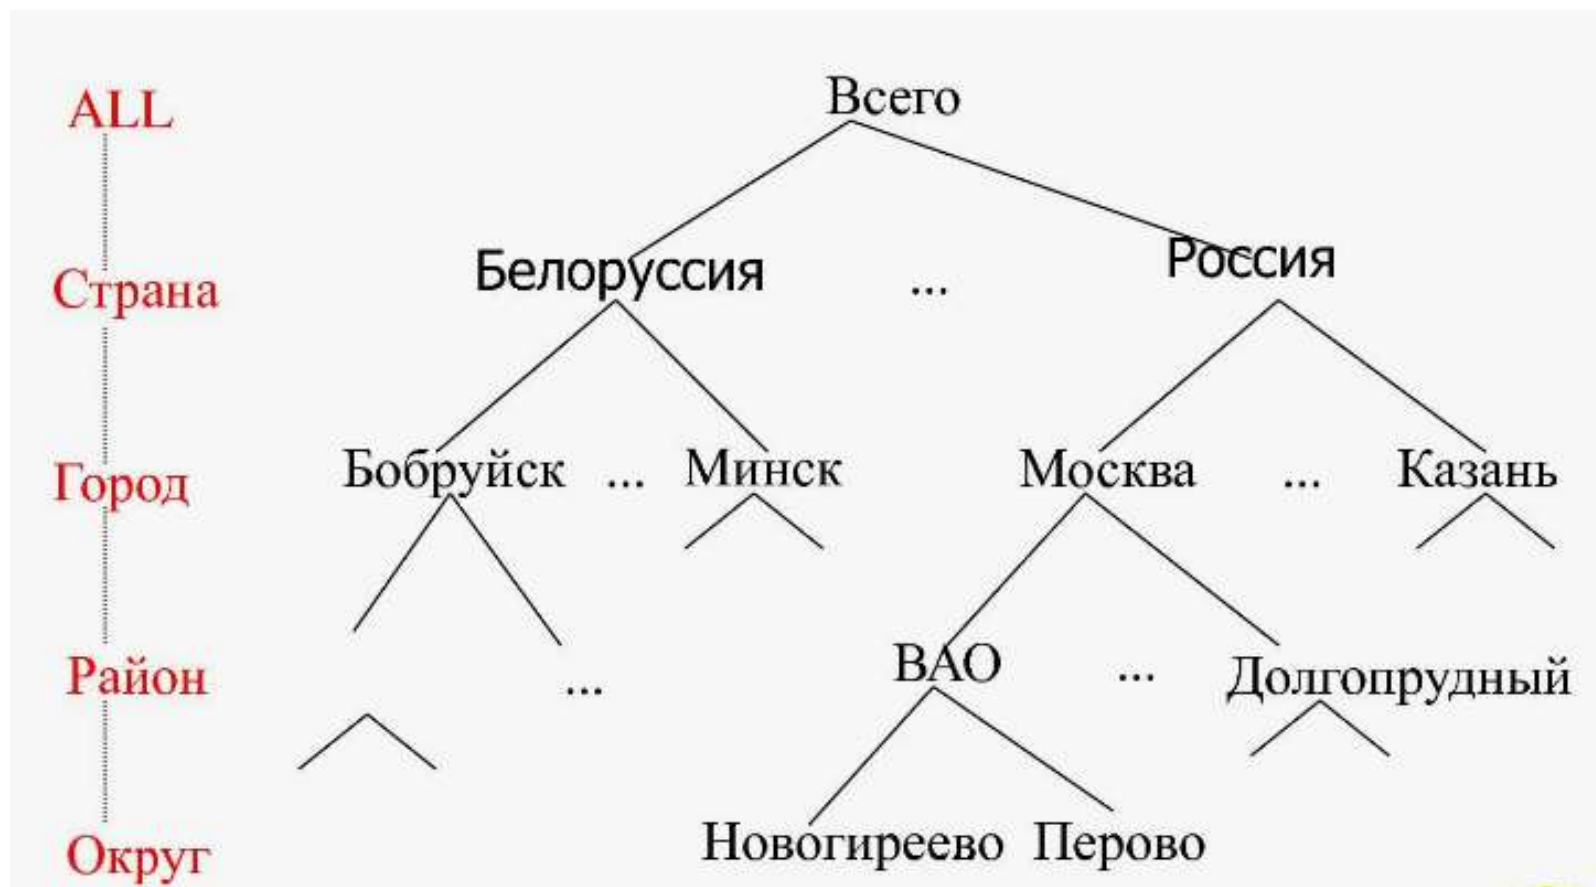 ALL
Всего
Страна
Белоруссия ... Россия
Город
Бобруйск ... Минск Москва ... Казань
Район
... ВАО ... Долгопрудный
Округ
Новогиреево Перово